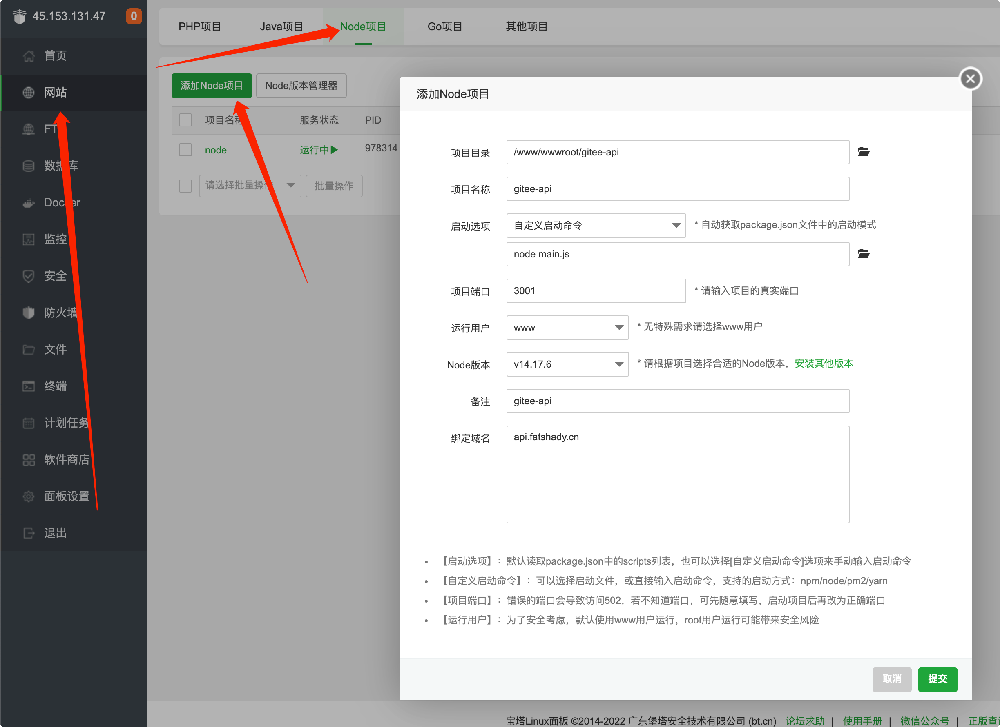 45.153.131.47
0
首页
网站
数据库
监控
安全
防火墙
文件
终端
计划任务
软件商店
面板设置
退出
PHP项目
Java项目
Node项目
Go项目
其他项目
添加Node项目
Node版本管理器
项目名称
服务状态
PID
node
运行中
978314
请选择批量操作
批量操作
添加Node项目
项目目录
/www/wwwroot/gitee-api
项目名称
gitee-api
启动选项
自定义启动命令
* 自动获取package.json文件中的启动模式
node main.js
项目端口
3001
* 请输入项目的真实端口
运行用户
www
* 无特殊需求请选择www用户
Node版本
v14.17.6
* 请根据项目选择合适的Node版本，安装其他版本
备注
gitee-api
绑定域名
api.fatshady.cn
【启动选项】：默认读取package.json中的scripts列表，也可以选择[自定义启动命令]选项来手动输入启动命令
【自定义启动命令】：可以选择启动文件，或直接输入启动命令，支持的启动方式：npm/node/pm2/yarn
【项目端口】：错误的端口会导致访问502，若不知道端口，可先随意填写，启动项目后再改为正确端口
【运行用户】：为了安全考虑，默认使用www用户运行，root用户运行可能带来安全风险
取消
提交
宝塔Linux面板 ©2014-2022 广东堡塔安全技术有限公司 (bt.cn) 论坛求助 | 使用手册 | 微信公众号 | 正版查